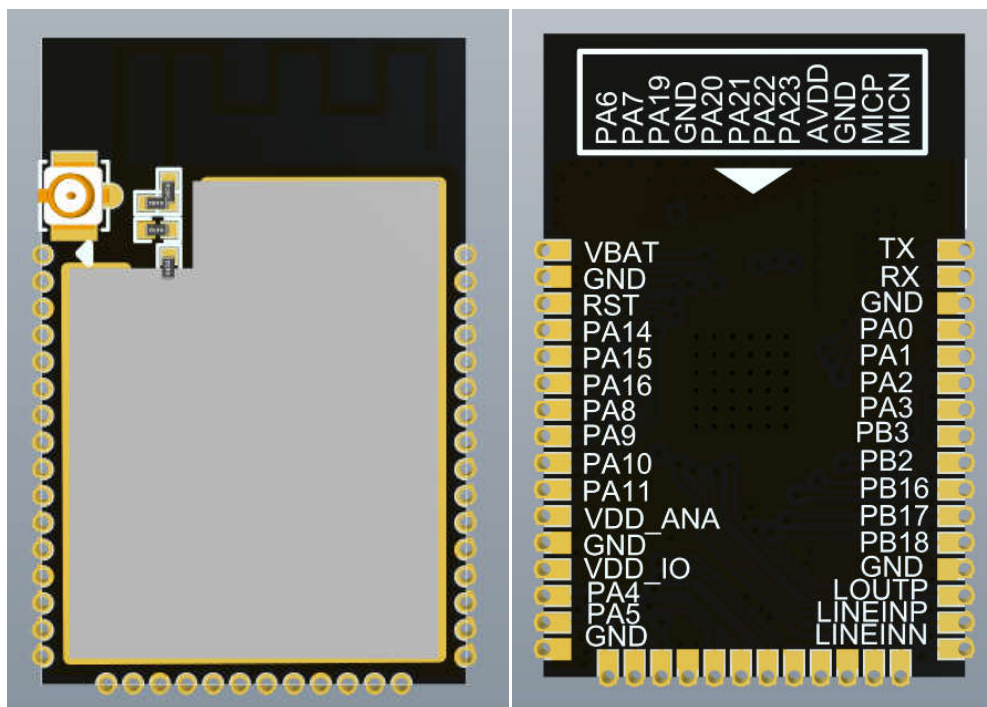 PA6
PA7
PA19
GND
PA20
PA21
PA22
PA23
AVDD
GND
MICP
MICN
VBAT
GND
RST
PA14
PA15
PA16
PA8
PA9
PA10
PA11
VDD_ANA
GND
VDD_IO
PA4
PA5
GND
TX
RX
GND
PA0
PA1
PA2
PA3
PB3
PB2
PB16
PB17
PB18
GND
LOUTP
LINEINP
LINEINN